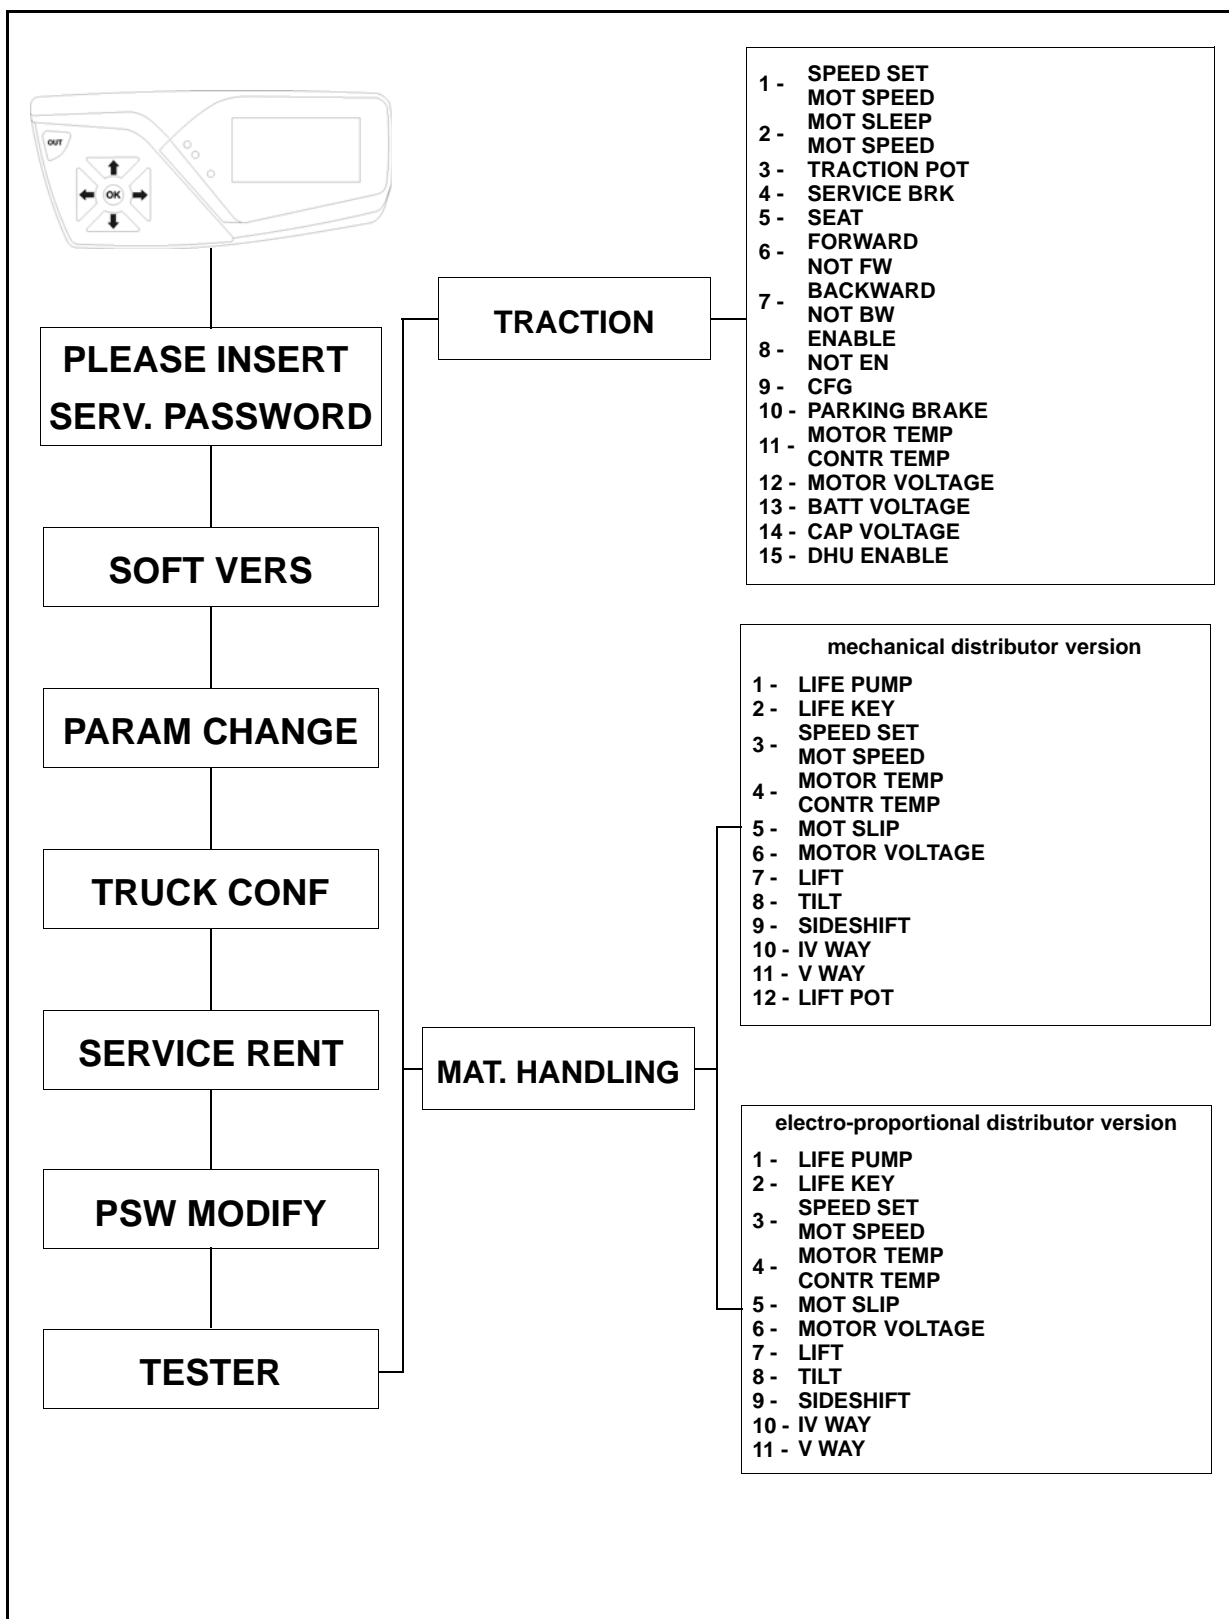 OUT
OK
PLEASE INSERT
SERV. PASSWORD
SOFT VERS
PARAM CHANGE
TRUCK CONF
SERVICE RENT
PSW MODIFY
TESTER
TRACTION
MAT. HANDLING
1 - SPEED SET
MOT SPEED
2 - MOT SLEEP
MOT SPEED
3 - TRACTION POT
4 - SERVICE BRK
5 - SEAT
6 - FORWARD
NOT FW
7 - BACKWARD
NOT BW
8 - ENABLE
NOT EN
9 - CFG
10 - PARKING BRAKE
11 - MOTOR TEMP
CONTR TEMP
12 - MOTOR VOLTAGE
13 - BATT VOLTAGE
14 - CAP VOLTAGE
15 - DHU ENABLE
mechanical distributor version
1 - LIFE PUMP
2 - LIFE KEY
3 - SPEED SET
MOT SPEED
4 - MOTOR TEMP
CONTR TEMP
5 - MOT SLIP
6 - MOTOR VOLTAGE
7 - LIFT
8 - TILT
9 - SIDESHIFT
10 - IV WAY
11 - V WAY
12 - LIFT POT
electro-proportional distributor version
1 - LIFE PUMP
2 - LIFE KEY
3 - SPEED SET
MOT SPEED
4 - MOTOR TEMP
CONTR TEMP
5 - MOT SLIP
6 - MOTOR VOLTAGE
7 - LIFT
8 - TILT
9 - SIDESHIFT
10 - IV WAY
11 - V WAY